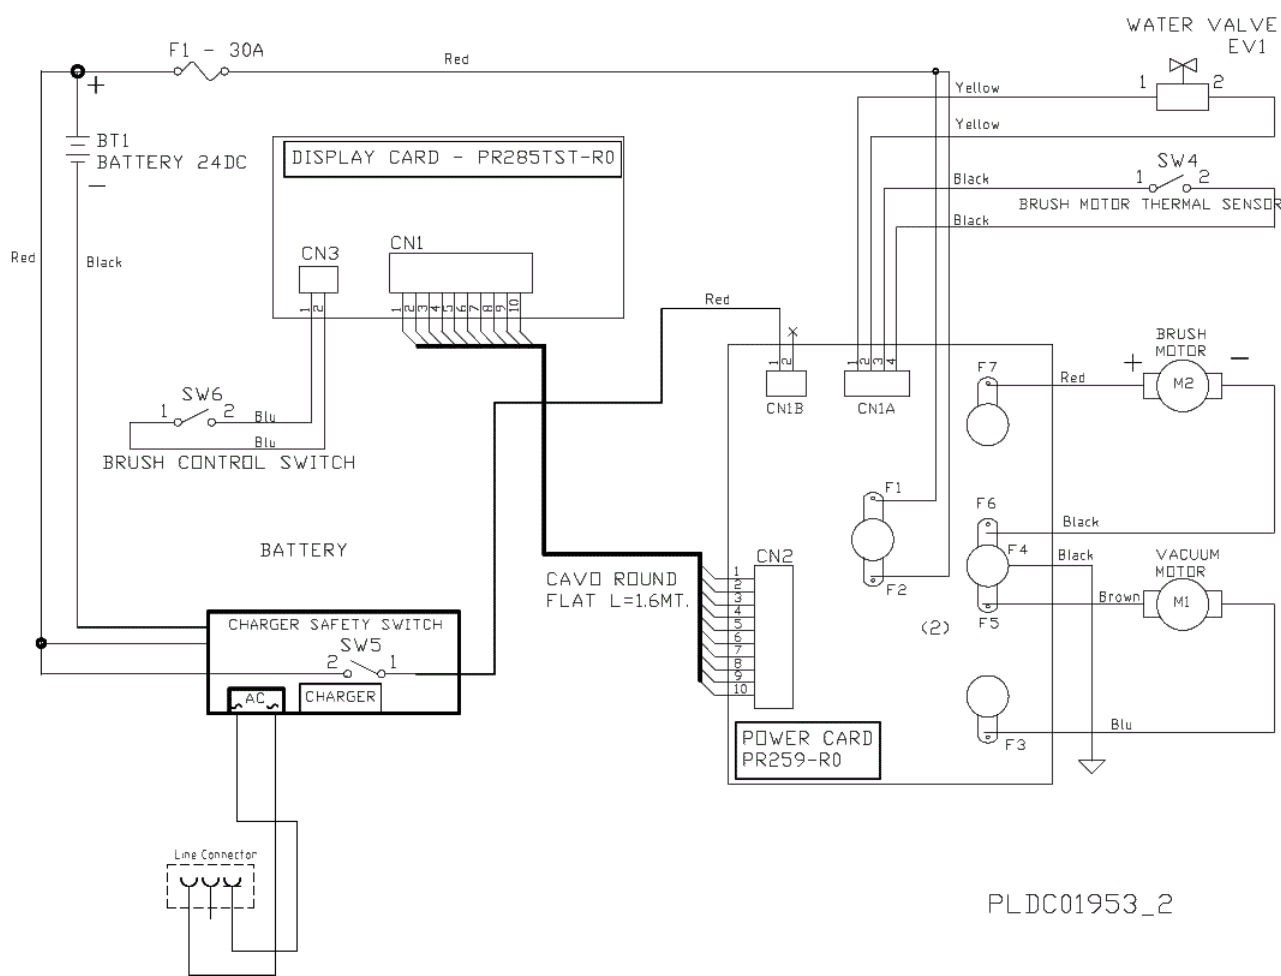 WATER VALVE
EV1
F1 - 30A
Red
+
1
2
Yellow
Yellow
BT1
BATTERY 24DC
-
DISPLAY CARD - PR285TST-R0
SW4
1
2
Black
BRUSH MOTOR THERMAL SENSOR
Black
Red
Black
CN3
CN1
1
2
1
2
3
4
5
6
7
8
9
10
Red
1
2
1
2
3
4
CN1B
CN1A
F7
BRUSH
MOTOR
+
-
Red
M2
SW6
1
2
Blu
Blu
BRUSH CONTROL SWITCH
F1
F6
Black
BATTERY
CN2
F4
Black
VACUUM
MOTOR
CAVO ROUND
FLAT L=1.6MT.
1
2
3
4
5
6
7
8
9
10
F2
Brown
M1
F5
(2)
CHARGER SAFETY SWITCH
SW5
2
1
AC
CHARGER
POWER CARD
PR259-R0
F3
Blu
Line Connector
PLDC01953_2